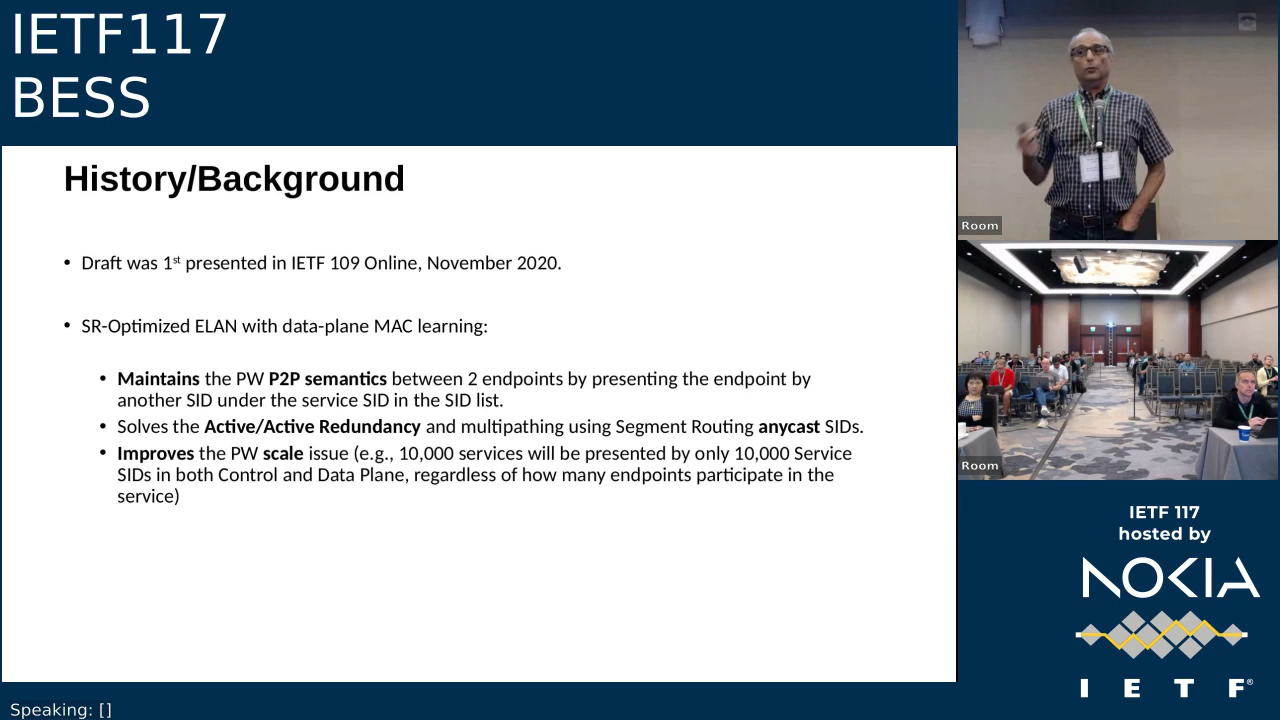 IETF117
BESS
History/Background
• Draft was 1st presented in IETF 109 Online, November 2020.
• SR-Optimized ELAN with data-plane MAC learning:
• Maintains the PW P2P semantics between 2 endpoints by presenting the endpoint by
another SID under the service SID in the SID list.
• Solves the Active/Active Redundancy and multipathing using Segment Routing anycast SIDs.
• Improves the PW scale issue (e.g., 10,000 services will be presented by only 10,000 Service
SIDs in both Control and Data Plane, regardless of how many endpoints participate in the
service)
Speaking: []
Room
Room
IETF 117
hosted by
NOKIA
I E T F®